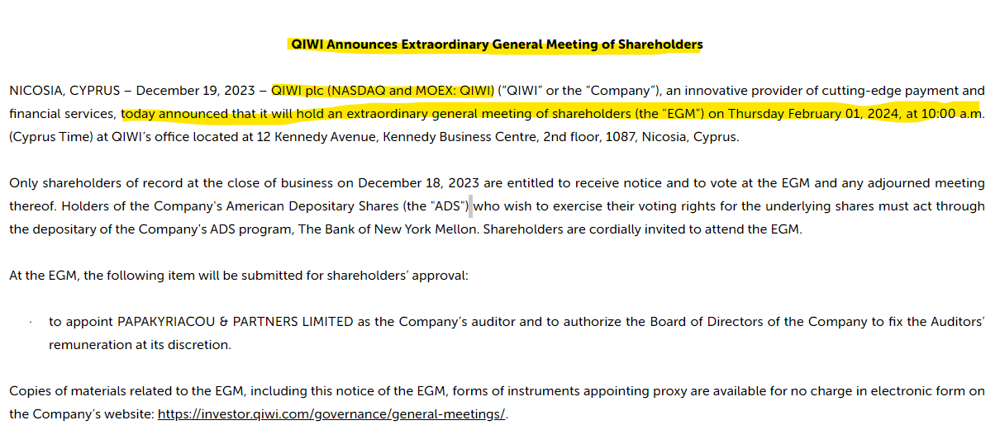 QIWI Announces Extraordinary General Meeting of Shareholders
NICOSIA, CYPRUS – December 19, 2023 – QIWI plc (NASDAQ and MOEX: QIWI) (“QIWI” or the “Company”), an innovative provider of cutting-edge payment and
financial services, today announced that it will hold an extraordinary general meeting of shareholders (the "EGM") on Thursday February 01, 2024, at 10:00 a.m.
(Cyprus Time) at QIWI’s office located at 12 Kennedy Avenue, Kennedy Business Centre, 2nd floor, 1087, Nicosia, Cyprus.
Only shareholders of record at the close of business on December 18, 2023 are entitled to receive notice and to vote at the EGM and any adjourned meeting
thereof. Holders of the Company's American Depositary Shares (the "ADS") who wish to exercise their voting rights for the underlying shares must act through
the depositary of the Company's ADS program, The Bank of New York Mellon. Shareholders are cordially invited to attend the EGM.
At the EGM, the following item will be submitted for shareholders’ approval:
· to appoint PAPAKYRIACOU & PARTNERS LIMITED as the Company’s auditor and to authorize the Board of Directors of the Company to fix the Auditors’
remuneration at its discretion.
Copies of materials related to the EGM, including this notice of the EGM, forms of instruments appointing proxy are available for no charge in electronic form on
the Company’s website: https://investor.qiwi.com/governance/general-meetings/.